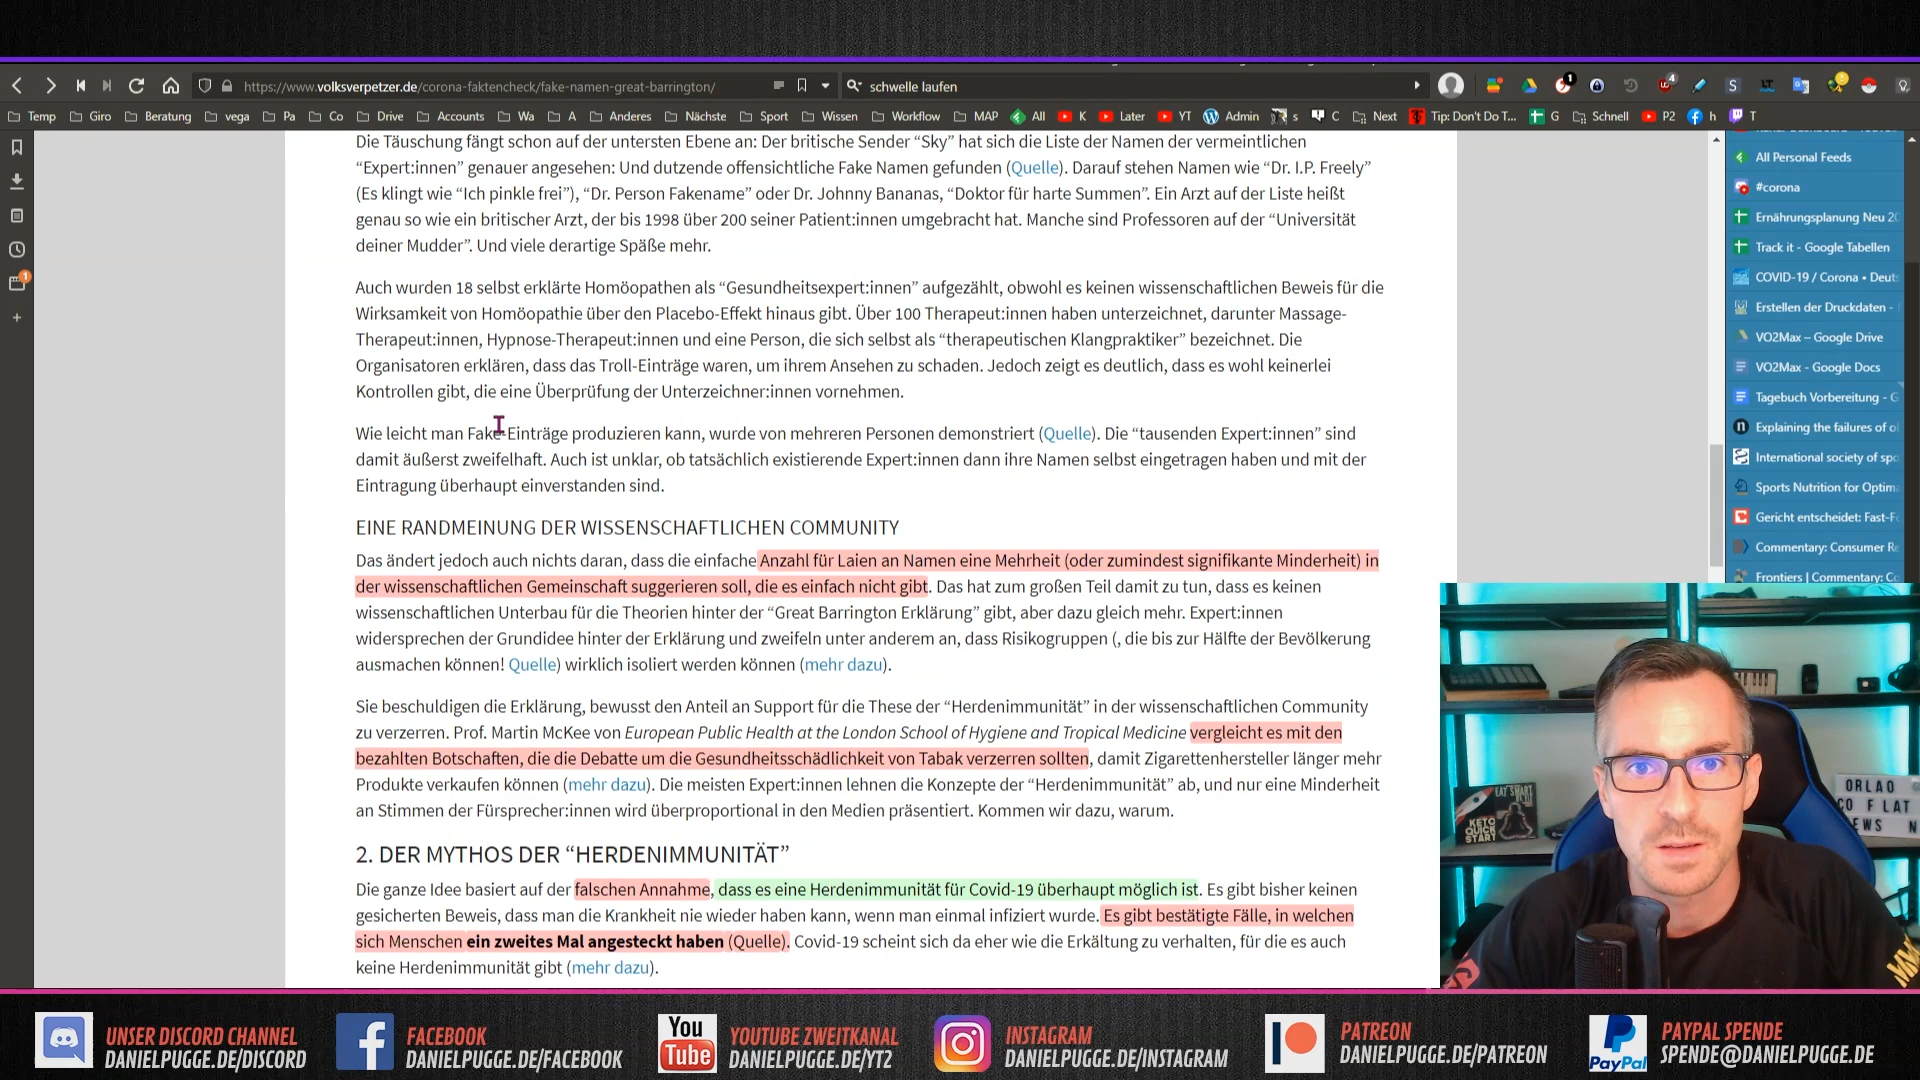 https://www.volksverpetzer.de/corona-faktencheck/fake-namen-great-barrington/
schwelle laufen
1
4
Temp Giro Beratung vega Pa Co Drive Accounts Wa A Anderes Nächste Sport Wissen Workflow MAP All K Later YT Admin s C Next Tip: Don't Do T... G Schnell P2 h T
Die Täuschung fängt schon auf der untersten Ebene an: Der britische Sender “Sky” hat sich die Liste der Namen der vermeintlichen
“Expert:innen” genauer angesehen: Und dutzende offensichtliche Fake Namen gefunden (Quelle). Darauf stehen Namen wie “Dr. I.P. Freely”
(Es klingt wie “Ich pinkle frei”), “Dr. Person Fakename” oder Dr. Johnny Bananas, “Doktor für harte Summen”. Ein Arzt auf der Liste heißt
genau so wie ein britischer Arzt, der bis 1998 über 200 seiner Patient:innen umgebracht hat. Manche sind Professoren auf der “Universität
deiner Mudder”. Und viele derartige Späße mehr.
Auch wurden 18 selbst erklärte Homöopathen als “Gesundheitsexpert:innen” aufgezählt, obwohl es keinen wissenschaftlichen Beweis für die
Wirksamkeit von Homöopathie über den Placebo-Effekt hinaus gibt. Über 100 Therapeut:innen haben unterzeichnet, darunter Massage-
Therapeut:innen, Hypnose-Therapeut:innen und eine Person, die sich selbst als “therapeutischen Klangpraktiker” bezeichnet. Die
Organisatoren erklären, dass das Troll-Einträge waren, um ihrem Ansehen zu schaden. Jedoch zeigt es deutlich, dass es wohl keinerlei
Kontrollen gibt, die eine Überprüfung der Unterzeichner:innen vornehmen.
Wie leicht man Fake-Einträge produzieren kann, wurde von mehreren Personen demonstriert (Quelle). Die “tausenden Expert:innen” sind
damit äußerst zweifelhaft. Auch ist unklar, ob tatsächlich existierende Expert:innen dann ihre Namen selbst eingetragen haben und mit der
Eintragung überhaupt einverstanden sind.
EINE RANDMEINUNG DER WISSENSCHAFTLICHEN COMMUNITY
Das ändert jedoch auch nichts daran, dass die einfache Anzahl für Laien an Namen eine Mehrheit (oder zumindest signifikante Minderheit) in
der wissenschaftlichen Gemeinschaft suggerieren soll, die es einfach nicht gibt. Das hat zum großen Teil damit zu tun, dass es keinen
wissenschaftlichen Unterbau für die Theorien hinter der “Great Barrington Erklärung” gibt, aber dazu gleich mehr. Expert:innen
widersprechen der Grundidee hinter der Erklärung und zweifeln unter anderem an, dass Risikogruppen (, die bis zur Hälfte der Bevölkerung
ausmachen können! Quelle) wirklich isoliert werden können (mehr dazu).
Sie beschuldigen die Erklärung, bewusst den Anteil an Support für die These der “Herdenimmunität” in der wissenschaftlichen Community
zu verzerren. Prof. Martin McKee von European Public Health at the London School of Hygiene and Tropical Medicine vergleicht es mit den
bezahlten Botschaften, die die Debatte um die Gesundheitsschädlichkeit von Tabak verzerren sollten, damit Zigarettenhersteller länger mehr
Produkte verkaufen können (mehr dazu). Die meisten Expert:innen lehnen die Konzepte der “Herdenimmunität” ab, und nur eine Minderheit
an Stimmen der Fürsprecher:innen wird überproportional in den Medien präsentiert. Kommen wir dazu, warum.
2. DER MYTHOS DER “HERDENIMMUNITÄT”
Die ganze Idee basiert auf der falschen Annahme, dass es eine Herdenimmunität für Covid-19 überhaupt möglich ist. Es gibt bisher keinen
gesicherten Beweis, dass man die Krankheit nie wieder haben kann, wenn man einmal infiziert wurde. Es gibt bestätigte Fälle, in welchen
sich Menschen ein zweites Mal angesteckt haben (Quelle). Covid-19 scheint sich da eher wie die Erkältung zu verhalten, für die es auch
keine Herdenimmunität gibt (mehr dazu).
All Personal Feeds
#corona
Ernährungsplanung Neu 20
Track it - Google Tabellen
COVID-19 / Corona • Deuts
Erstellen der Druckdaten -
VO2Max – Google Drive
VO2Max - Google Docs
Tagebuch Vorbereitung - G
Explaining the failures of ol
International society of spo
Sports Nutrition for Optima
Gericht entscheidet: Fast-Fo
Commentary: Consumer Re
Frontiers | Commentary: Co
EAT SMART
KETO
QUICK
START
ORLAO
CO F LAT
EWS N
UNSER DISCORD CHANNEL
DANIELPUGGE.DE/DISCORD
FACEBOOK
DANIELPUGGE.DE/FACEBOOK
You
Tube
YOUTUBE ZWEITKANAL
DANIELPUGGE.DE/YT2
INSTAGRAM
DANIELPUGGE.DE/INSTAGRAM
PATREON
DANIELPUGGE.DE/PATREON
PayPal
PAYPAL SPENDE
SPENDE@DANIELPUGGE.DE